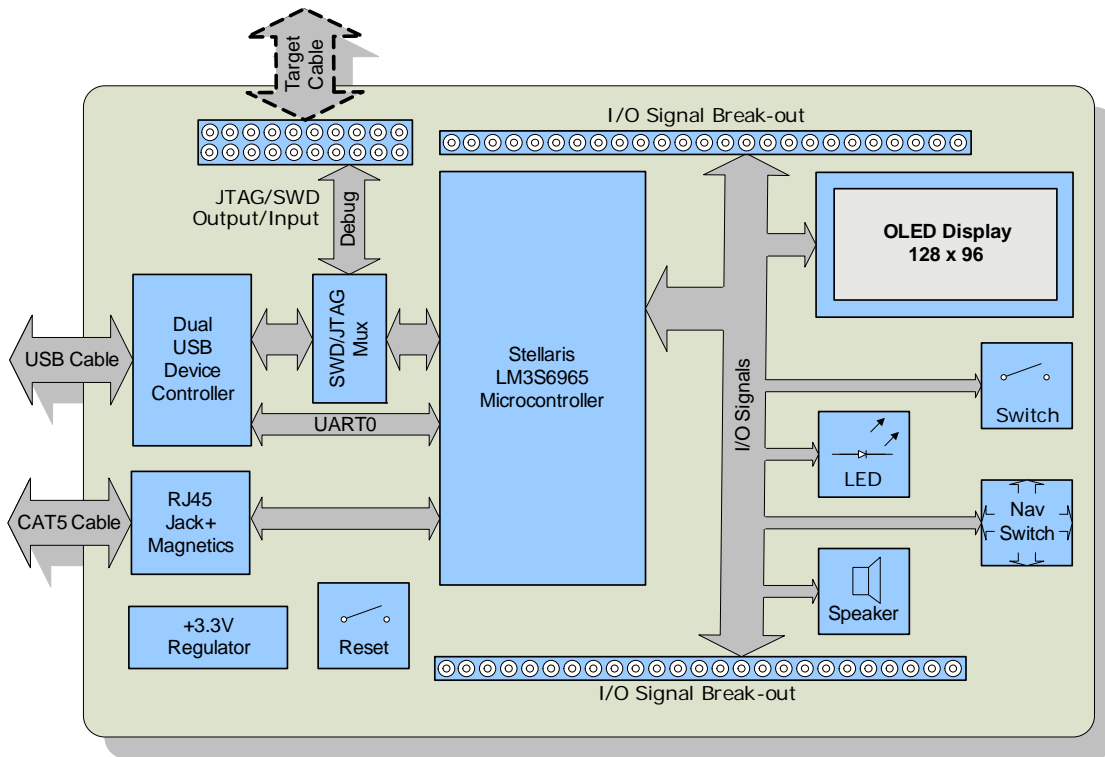 Target
Cable
I/O Signal Break-out
JTAG/SWD
Output/Input
Debug
OLED Display
128 x 96
Dual
USB
Device
Controller
SWD/JTAG
Mux
Stellaris
LM3S6965
Microcontroller
USB Cable
UART0
I/O Signals
Switch
LED
RJ45
Jack+
Magnetics
CAT5 Cable
Nav
Switch
Speaker
+3.3V
Regulator
Reset
I/O Signal Break-out